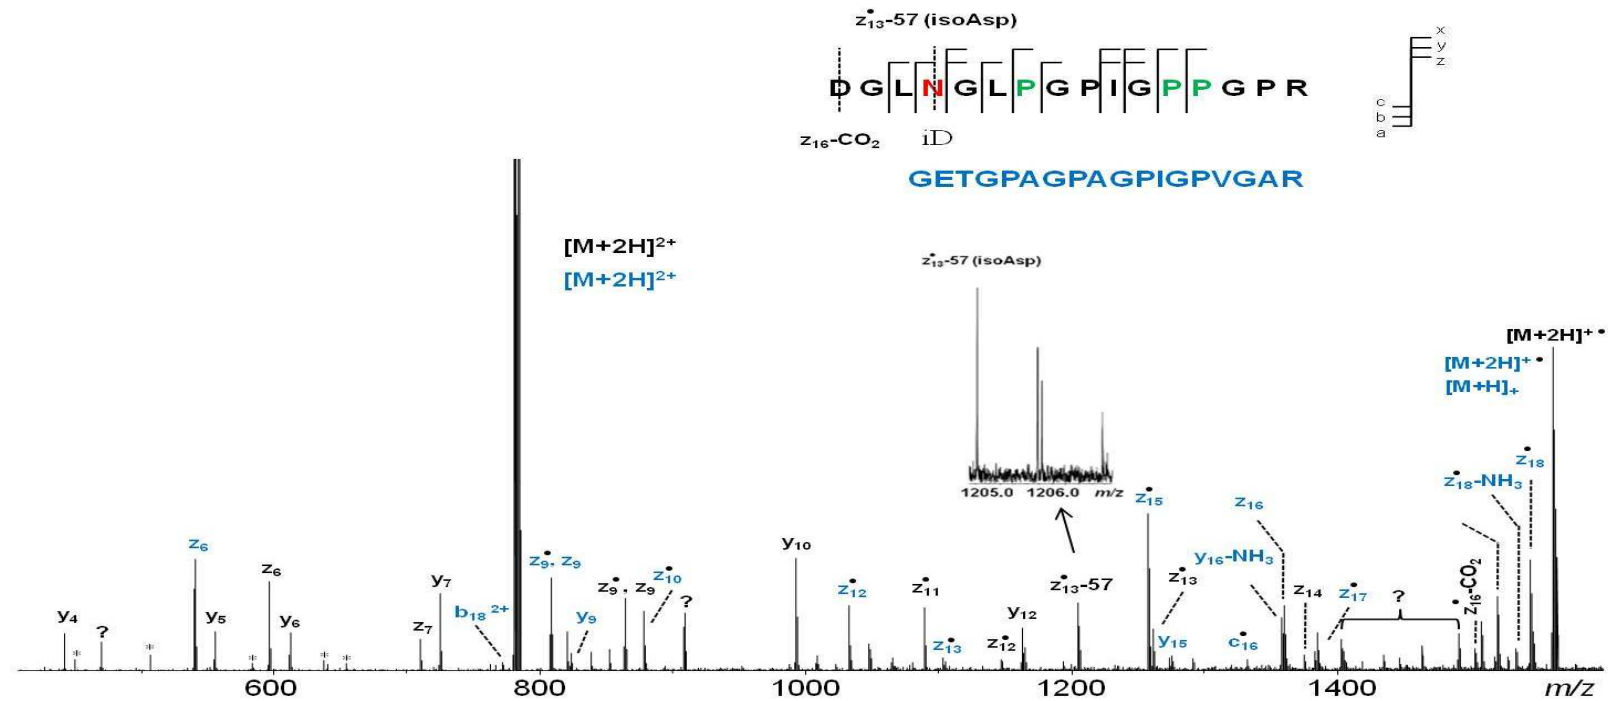 z•13-57 (isoAsp)
DGLNGLPGPIGPPGPR
x
y
z
c
b
a
z16-CO2 iD
GETGPAGPAGPIGPVGAR
[M+2H]2+
[M+2H]2+
z•13-57 (isoAsp)
1205.0 1206.0 m/z
[M+2H]+•
[M+2H]+•
[M+H]+
z•18
z•18-NH3
z•15
z16
y16-NH3
z6
y4
?
*
y5
z6
y6
*
*
*
*
z7
y7
b18 2+
z•9, z9
y9
z•9, z9
z•10
?
y10
z•12
z•11
z•13
z•12
y12
z•13-57
z•13
y15
c•16
z14
z•17
?
z•16-CO2
600 800 1000 1200 1400 m/z